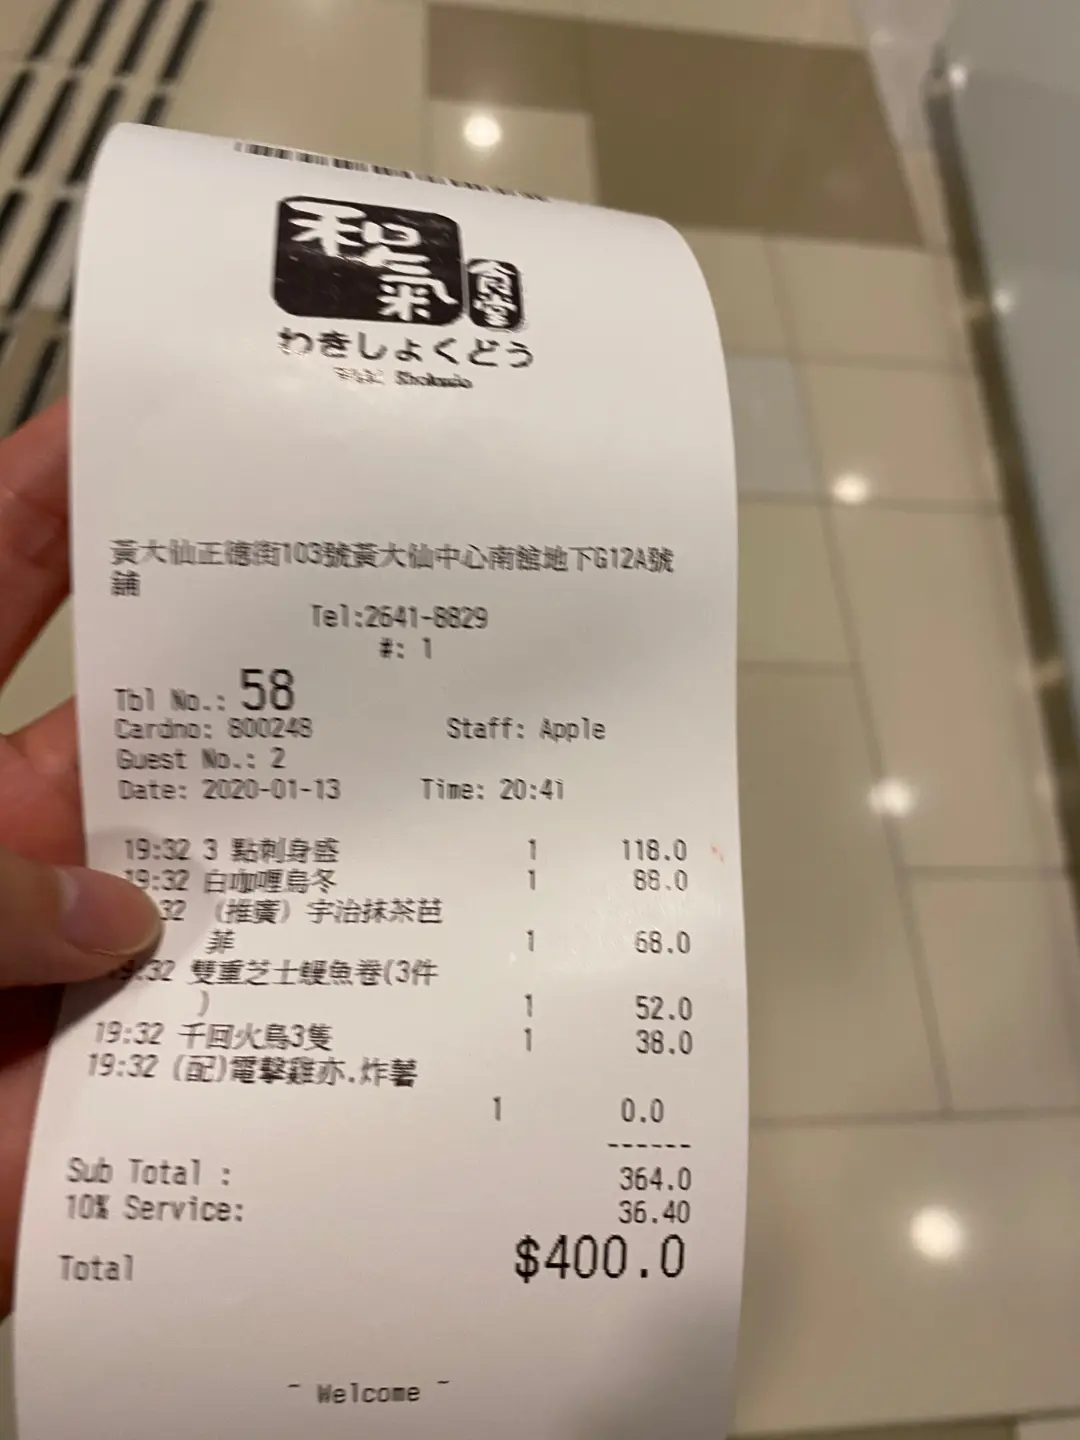 和氣食堂
わきしょくどう
Shokudo
黃大仙正德街103號黃大仙中心南館地下G12A號
舖
Tel:2641-8829
#: 1
Tbl No.: 58
Cardno: 800248 Staff: Apple
Guest No.: 2
Date: 2020-01-13 Time: 20:41
19:32 3 點刺身盛 1 118.0
19:32 白咖喱烏冬 1 88.0
32 （推廣）宇治抹茶芭
菲 1 68.0
19:32 雙重芝士鰻魚卷(3件
) 1 52.0
19:32 千回火鳥3隻 1 38.0
19:32 (配)電擊雞亦.炸薯
1 0.0
------
Sub Total : 364.0
10% Service: 36.40
Total $400.0
~ Welcome ~